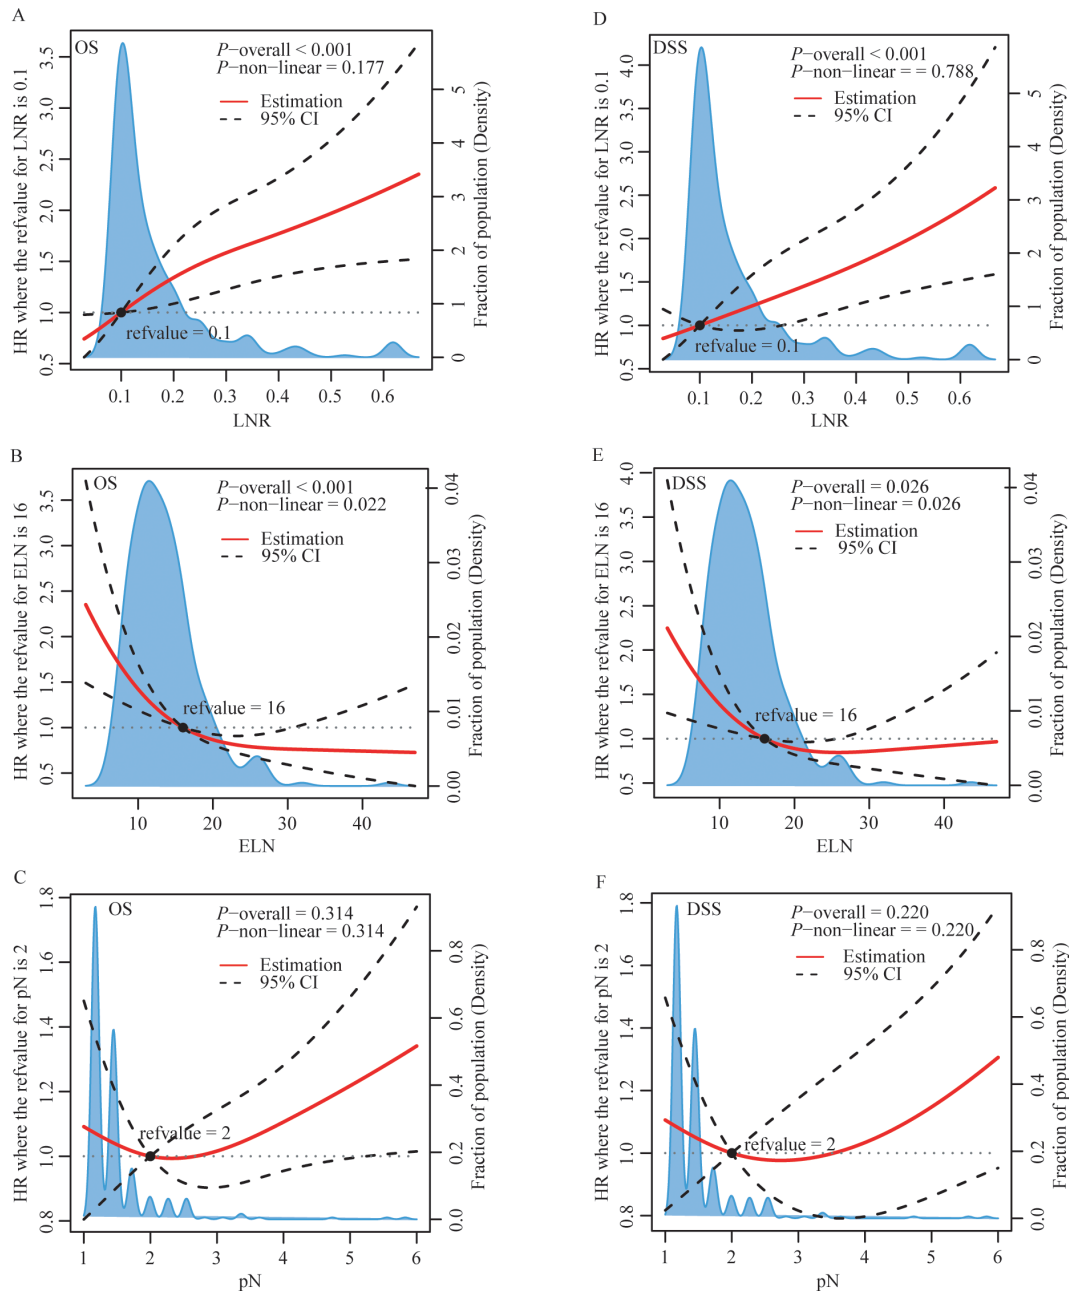 A
OS
P−overall < 0.001
P−non−linear = 0.177
Estimation
95% CI
refvalue = 0.1
HR where the refvalue for LNR is 0.1
0.5 1.0 1.5 2.0 2.5 3.0 3.5
Fraction of population (Density)
0 1 2 3 4 5
0.1 0.2 0.3 0.4 0.5 0.6
LNR
D
DSS
P−overall < 0.001
P−non−linear = = 0.788
Estimation
95% CI
refvalue = 0.1
HR where the refvalue for LNR is 0.1
0.5 1.0 1.5 2.0 2.5 3.0 3.5 4.0
Fraction of population (Density)
0 1 2 3 4 5
0.1 0.2 0.3 0.4 0.5 0.6
LNR
B
OS
P−overall < 0.001
P−non−linear = 0.022
Estimation
95% CI
refvalue = 16
HR where the refvalue for ELN is 16
0.5 1.0 1.5 2.0 2.5 3.0 3.5
Fraction of population (Density)
0.00 0.01 0.02 0.03 0.04
10 20 30 40
ELN
E
DSS
P−overall = 0.026
P−non−linear = 0.026
Estimation
95% CI
refvalue = 16
HR where the refvalue for ELN is 16
0.5 1.0 1.5 2.0 2.5 3.0 3.5 4.0
Fraction of population (Density)
0.00 0.01 0.02 0.03 0.04
10 20 30 40
ELN
C
OS
P−overall = 0.314
P−non−linear = 0.314
Estimation
95% CI
refvalue = 2
HR where the refvalue for pN is 2
0.8 1.0 1.2 1.4 1.6 1.8
Fraction of population (Density)
0.0 0.2 0.4 0.6 0.8
1 2 3 4 5 6
pN
F
DSS
P−overall = 0.220
P−non−linear = = 0.220
Estimation
95% CI
refvalue = 2
HR where the refvalue for pN is 2
0.8 1.0 1.2 1.4 1.6 1.8
Fraction of population (Density)
0.0 0.2 0.4 0.6 0.8
1 2 3 4 5 6
pN